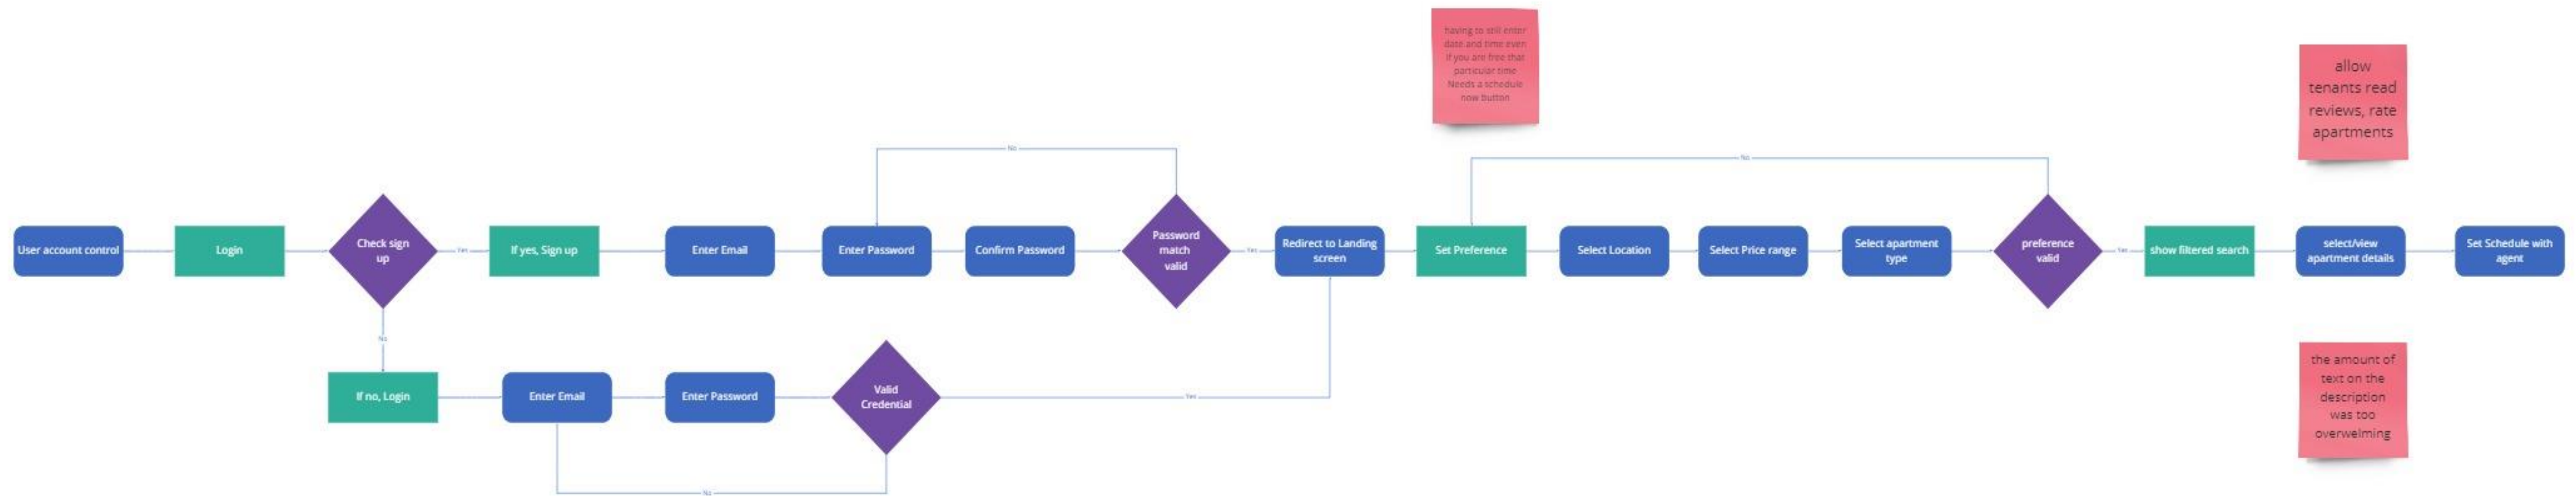 having to still enter
date and time even
if you are free that
particular time
Needs a schedule
now button
allow
tenants read
reviews, rate
apartments
No
No
User account control
Login
Check sign
up
Yes
If yes, Sign up
Enter Email
Enter Password
Confirm Password
Password
match
valid
Yes
Redirect to Landing
screen
Set Preference
Select Location
Select Price range
Select apartment
type
preference
valid
Yes
show filtered search
select/view
apartment details
Set Schedule with
agent
No
If no, Login
Enter Email
Enter Password
Valid
Credential
Yes
the amount of
text on the
description
was too
overwelming
No